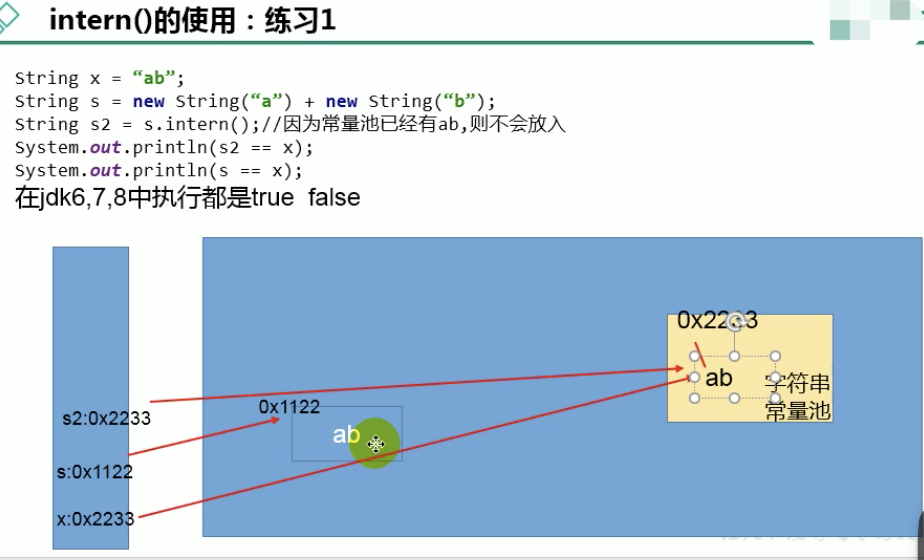 intern()的使用：练习1
String x = “ab”;
String s = new String(“a”) + new String(“b”);
String s2 = s.intern();//因为常量池已经有ab,则不会放入
System.out.println(s2 == x);
System.out.println(s == x);
在jdk6,7,8中执行都是true false
0x2233
ab
字符串
常量池
0x1122
ab
s2:0x2233
s:0x1122
x:0x2233